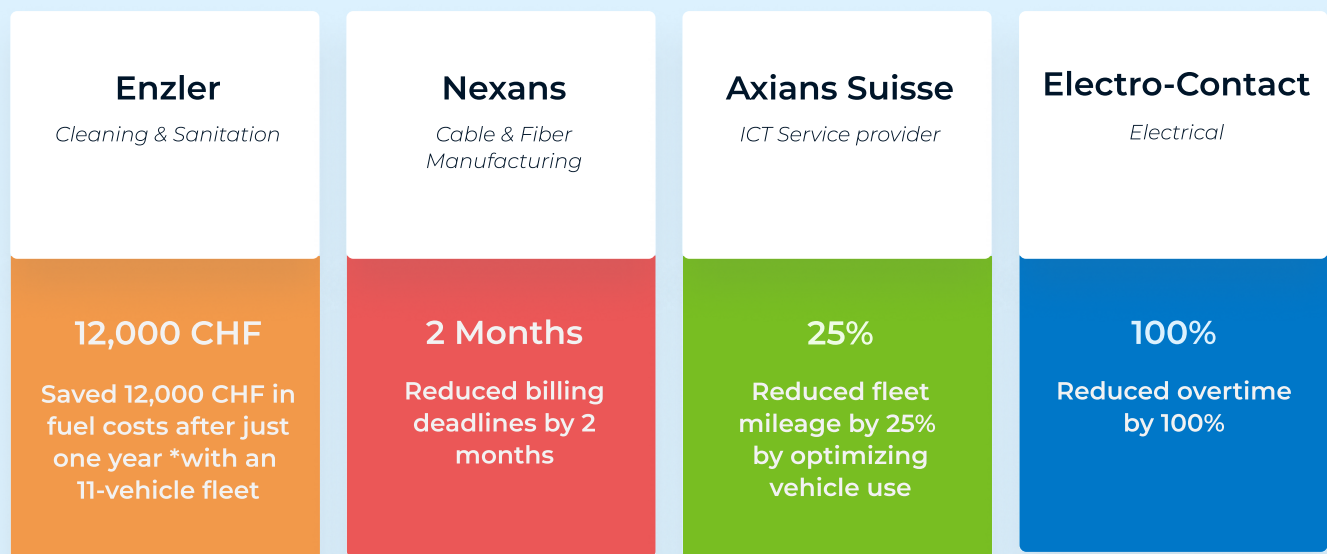 Enzler
Cleaning & Sanitation
12,000 CHF
Saved 12,000 CHF in
fuel costs after just
one year *with an
11-vehicle fleet
Nexans
Cable & Fiber
Manufacturing
2 Months
Reduced billing
deadlines by 2
months
Axians Suisse
ICT Service provider
25%
Reduced fleet
mileage by 25%
by optimizing
vehicle use
Electro-Contact
Electrical
100%
Reduced overtime
by 100%